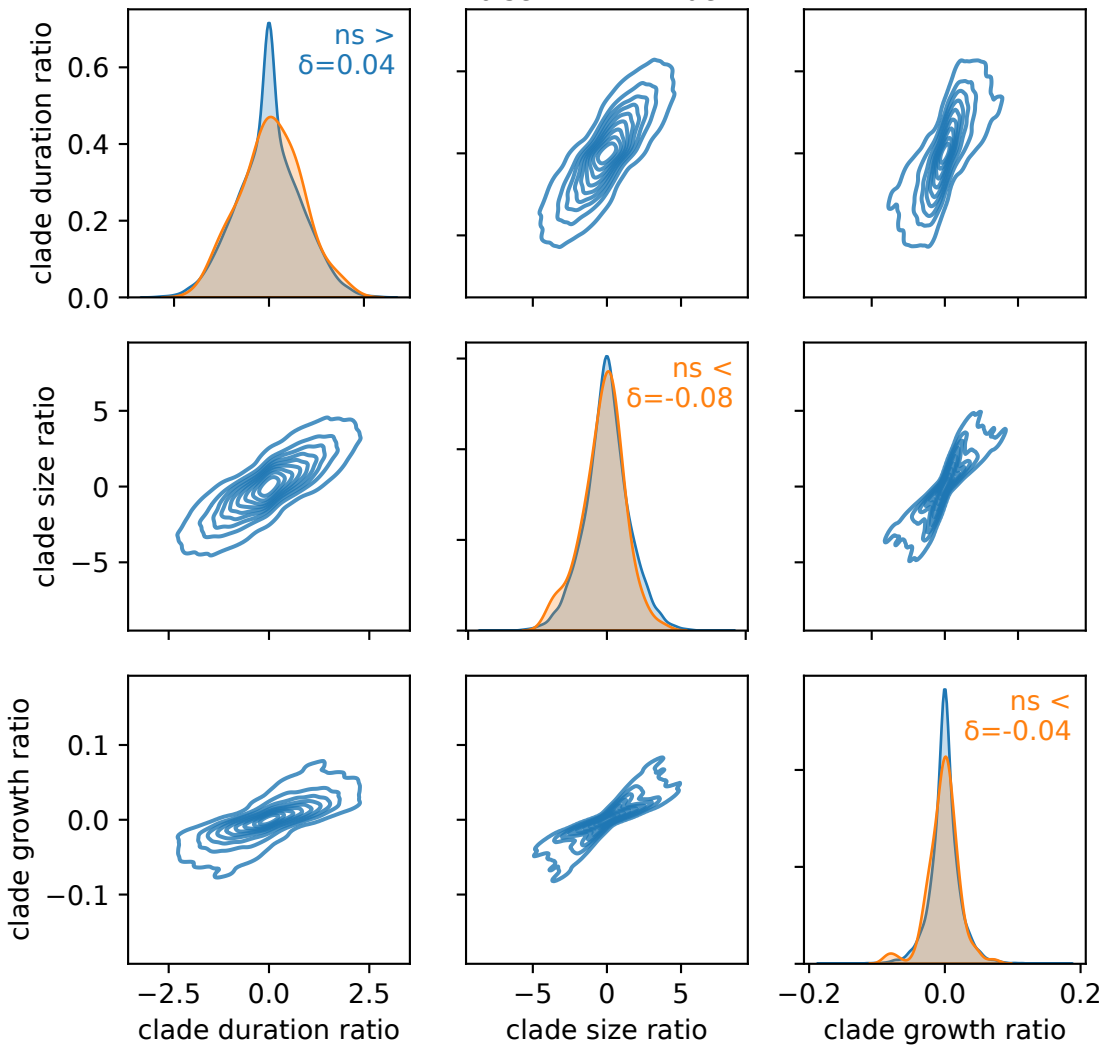 clade duration ratio
0.6
0.4
0.2
0.0
ns >
δ=0.04
clade size ratio
5
0
−5
ns <
δ=-0.08
clade growth ratio
0.1
0.0
−0.1
ns <
δ=-0.04
−2.5
0.0
2.5
−5
0
5
−0.2
0.0
0.2
clade duration ratio
clade size ratio
clade growth ratio